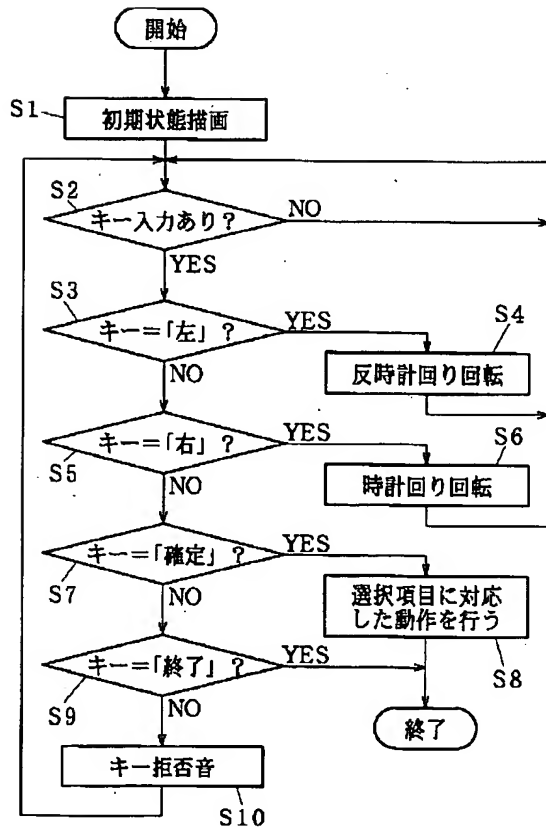 開始
S1
初期状態描画
S2
キー入力あり？
NO
YES
S3
キー=「左」？
YES
S4
反時計回り回転
NO
S5
キー=「右」？
YES
S6
時計回り回転
NO
S7
キー=「確定」？
YES
選択項目に対応
した動作を行う
S8
NO
S9
キー=「終了」？
YES
終了
NO
キー拒否音
S10